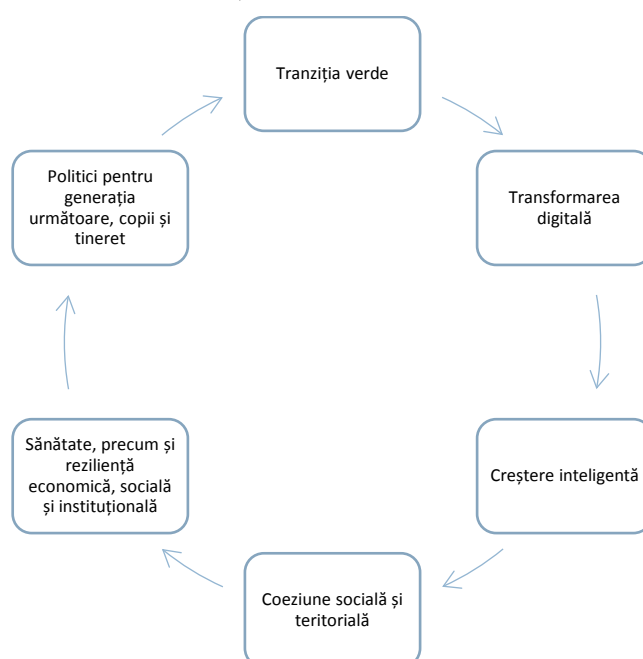 Tranziția verde
Transformarea
digitală
Creștere inteligentă
Coeziune socială și
teritorială
Sănătate, precum și
reziliență
economică, socială
și instituțională
Politici pentru
generația
următoare, copii și
tineret